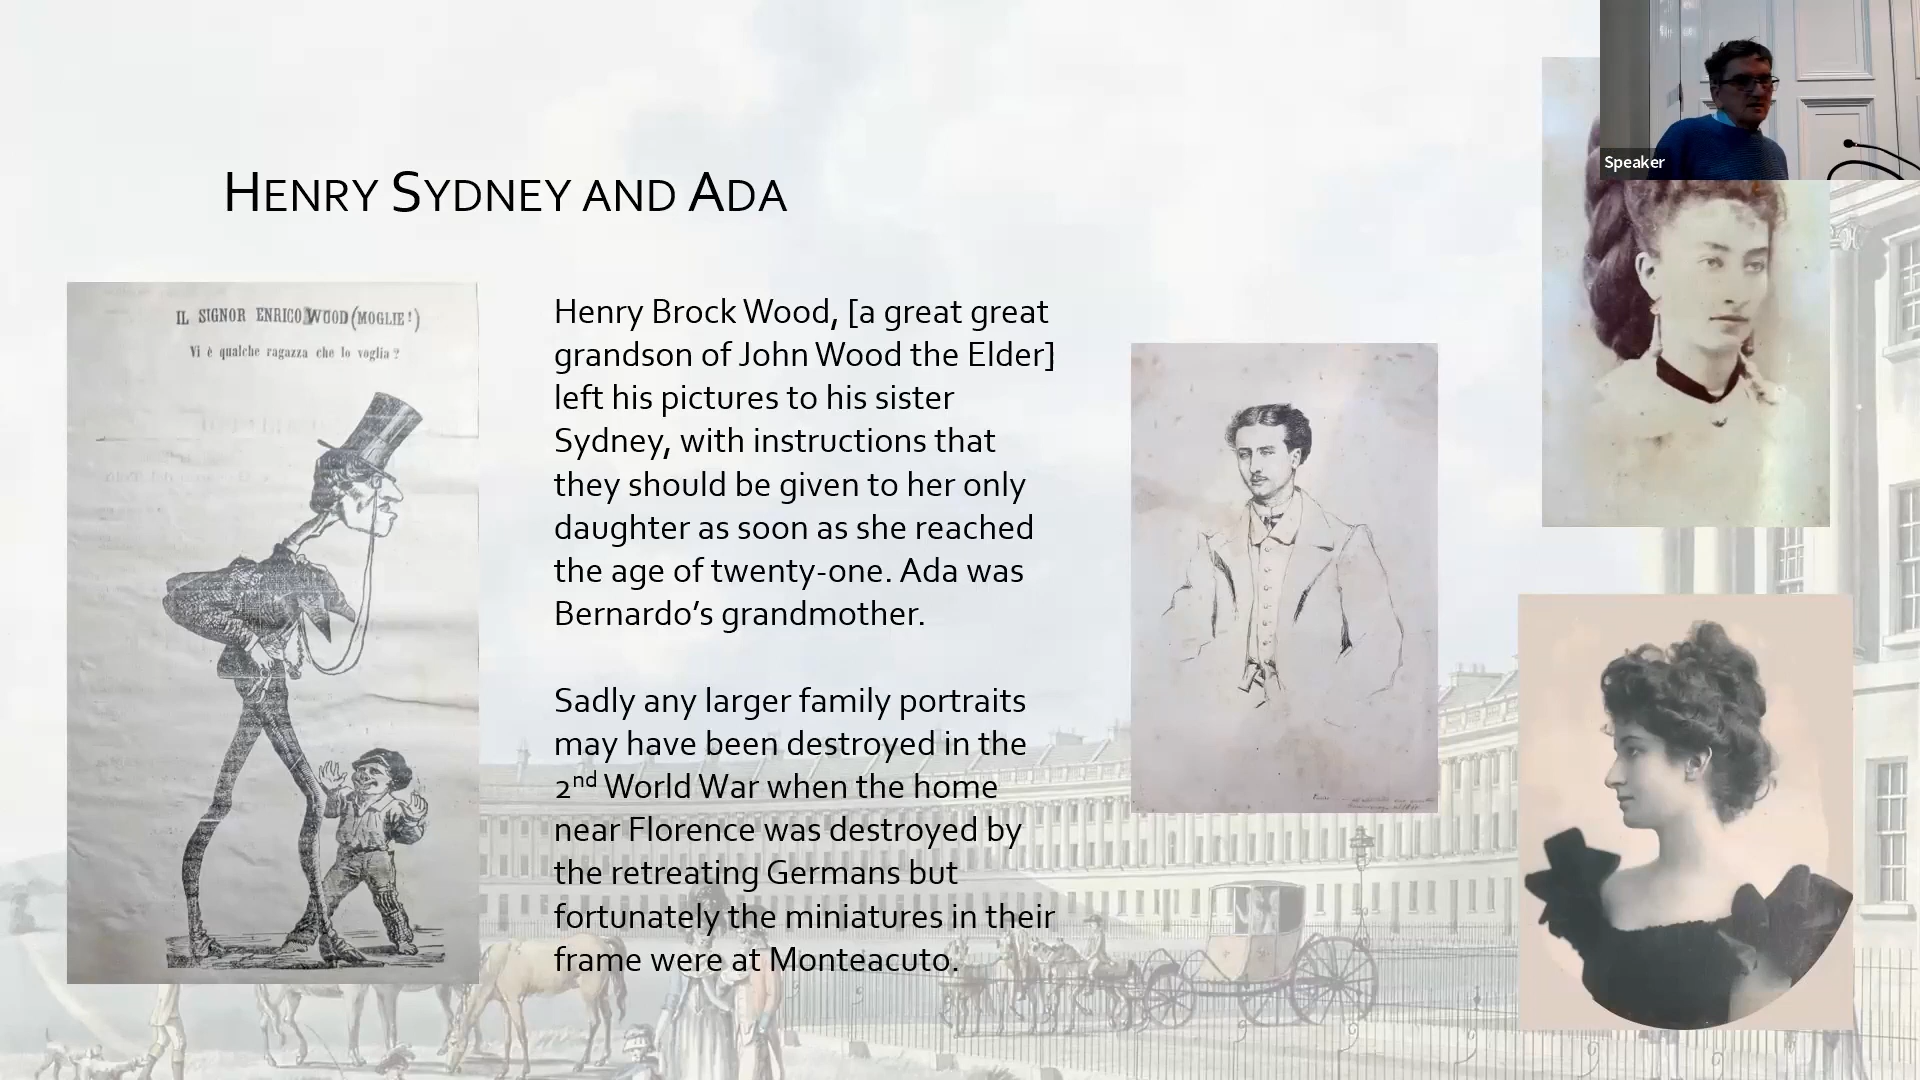 Speaker
HENRY SYDNEY AND ADA
IL SIGNOR ENRICO WOOD (MOGLIE!)
Vi è qualche ragazza che lo voglia?
Henry Brock Wood, [a great great
grandson of John Wood the Elder]
left his pictures to his sister
Sydney, with instructions that
they should be given to her only
daughter as soon as she reached
the age of twenty-one. Ada was
Bernardo’s grandmother.
Sadly any larger family portraits
may have been destroyed in the
2nd World War when the home
near Florence was destroyed by
the retreating Germans but
fortunately the miniatures in their
frame were at Monteacuto.